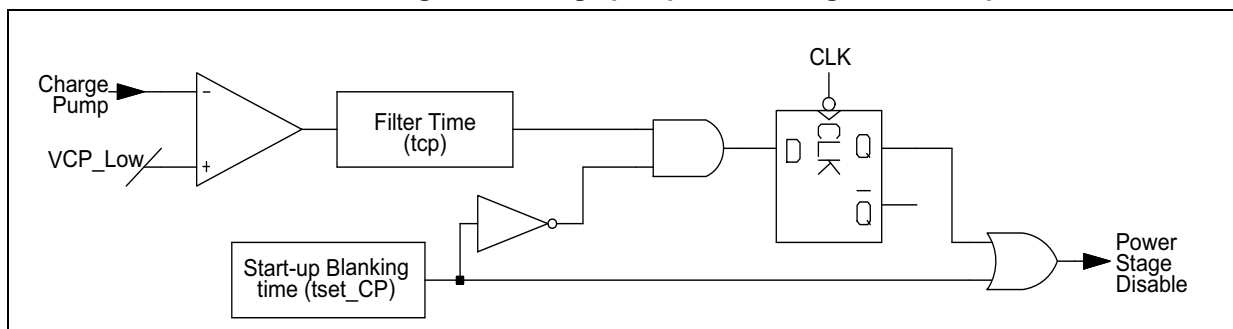 Charge
Pump
VCP_Low
−
+
Filter Time
(tcp)
CLK
D
CLK
Q
Q
Start-up Blanking
time (tset_CP)
Power
Stage
Disable